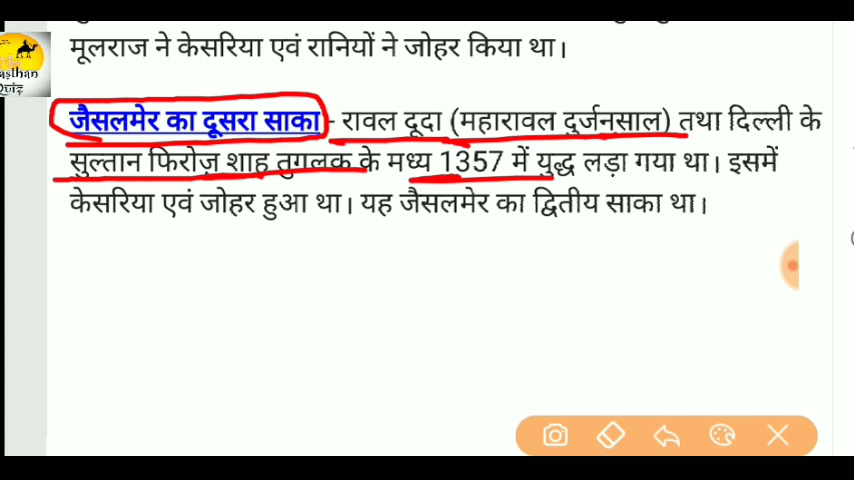 मूलराज ने केसरिया एवं रानियों ने जोहर किया था।
जैसलमेर का दूसरा साका - रावल दूदा (महारावल दुर्जनसाल) तथा दिल्ली के
सुल्तान फिरोज़ शाह तुगलक के मध्य 1357 में युद्ध लड़ा गया था। इसमें
केसरिया एवं जोहर हुआ था। यह जैसलमेर का द्वितीय साका था।
Quiz